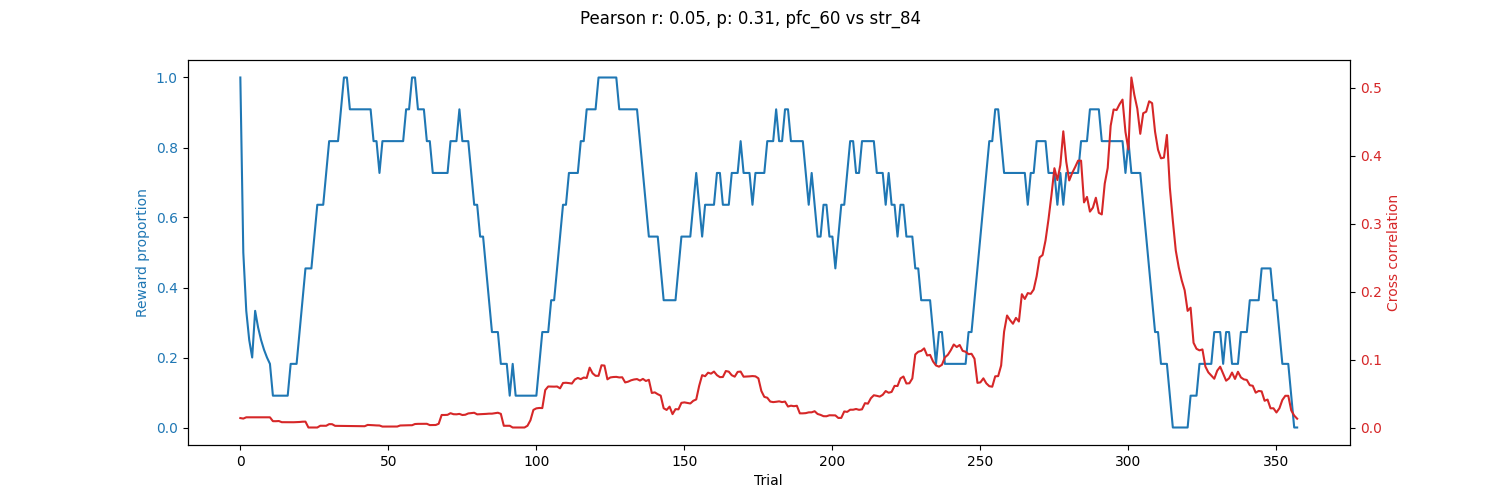 Pearson r: 0.05, p: 0.31, pfc_60 vs str_84
1.0
0.8
0.6
0.4
0.2
0.0
Reward proportion
0.5
0.4
0.3
0.2
0.1
0.0
Cross correlation
0 50 100 150 200 250 300 350
Trial